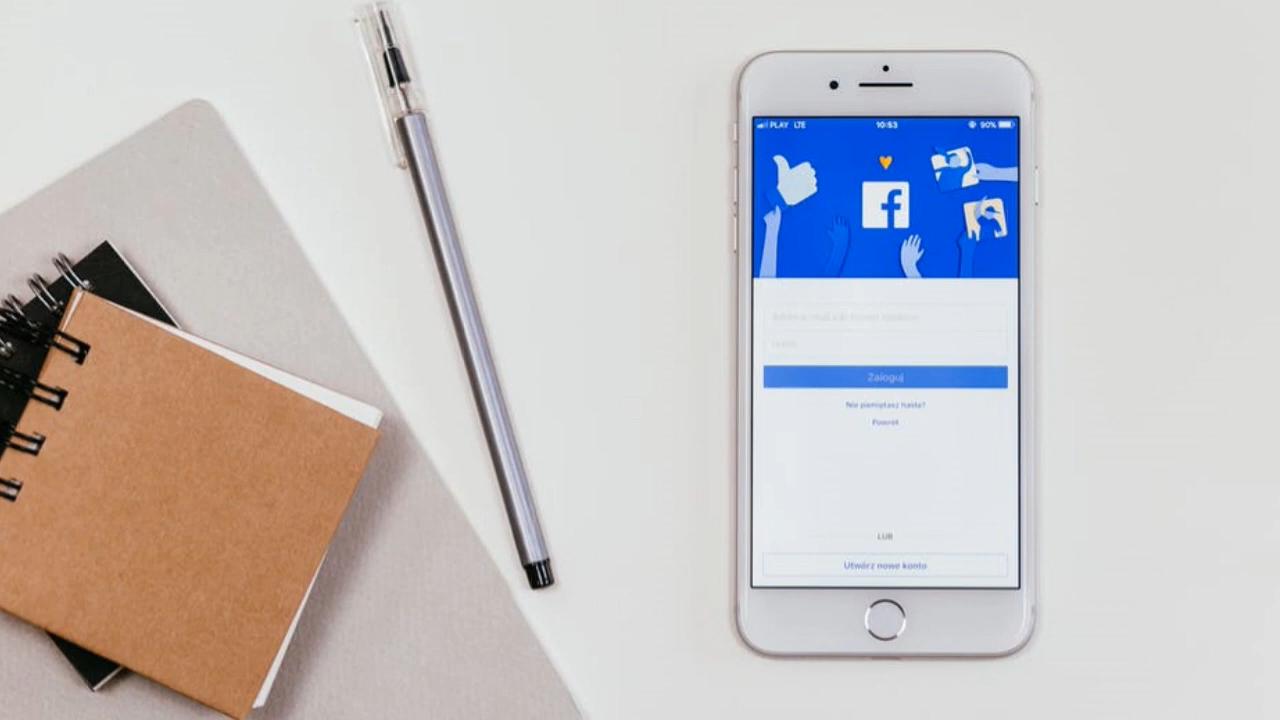 PLAY LTE 10:53 90%
f
Zaloguj
Nie pamiętasz hasła?
Powrót
LUB
Utwórz nowe konto